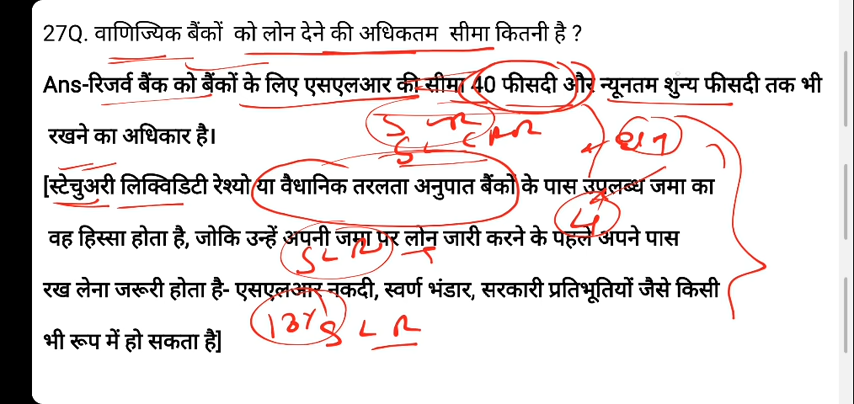 27Q. वाणिज्यिक बैंकों को लोन देने की अधिकतम सीमा कितनी है ?
Ans-रिजर्व बैंक को बैंकों के लिए एसएलआर की सीमा 40 फीसदी और न्यूनतम शुन्य फीसदी तक भी
रखने का अधिकार है।
[स्टेचुअरी लिक्विडिटी रेश्यो या वैधानिक तरलता अनुपात बैंकों के पास उपलब्ध जमा का
वह हिस्सा होता है, जोकि उन्हें अपनी जमा पर लोन जारी करने के पहले अपने पास
SLR
रख लेना जरूरी होता है- एसएलआर नकदी, स्वर्ण भंडार, सरकारी प्रतिभूतियों जैसे किसी
SLR
भी रूप में हो सकता है]